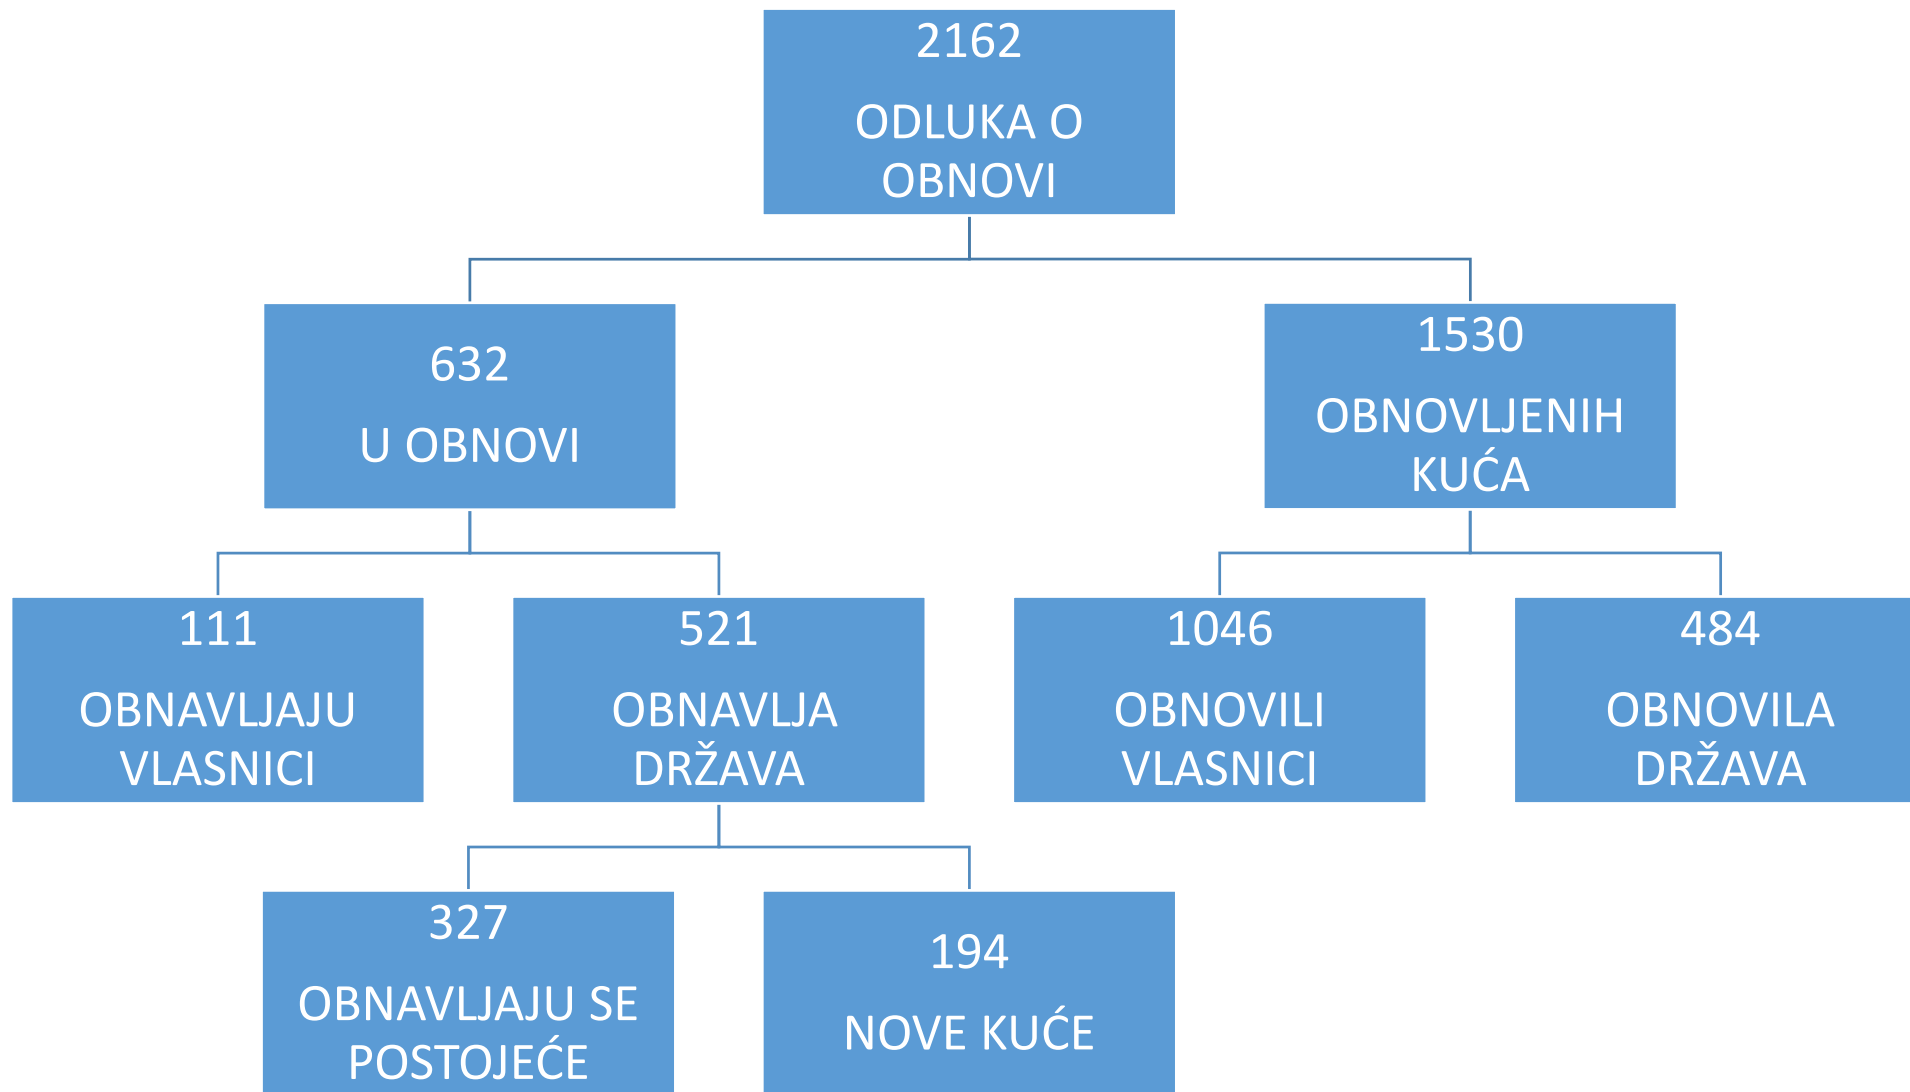 2162
ODLUKA O
OBNOVI
632
U OBNOVI
1530
OBNOVLJENIH
KUĆA
111
OBNAVLJAJU
VLASNICI
521
OBNAVLJA
DRŽAVA
1046
OBNOVILI
VLASNICI
484
OBNOVILA
DRŽAVA
327
OBNAVLJAJU SE
POSTOJEĆE
194
NOVE KUĆE